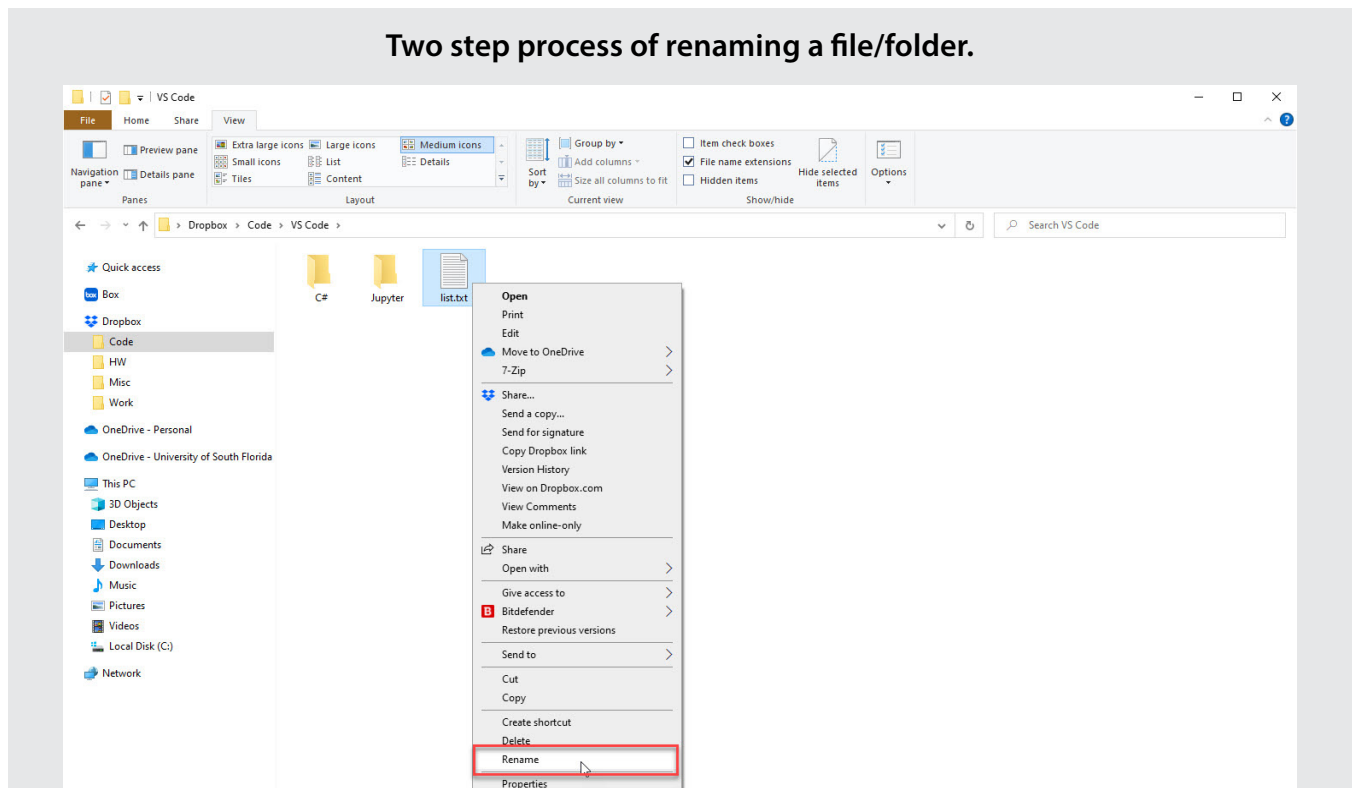 Two step process of renaming a file/folder.
VS Code
File Home Share View
Navigation pane
Preview pane
Details pane
Panes
Extra large icons Large icons Medium icons
Small icons List Details
Tiles Content
Layout
Sort by
Group by
Add columns
Size all columns to fit
Current view
Item check boxes
File name extensions
Hidden items
Hide selected items
Show/hide
Options
Dropbox > Code > VS Code >
Search VS Code
Quick access
box Box
Dropbox
Code
HW
Misc
Work
OneDrive - Personal
OneDrive - University of South Florida
This PC
3D Objects
Desktop
Documents
Downloads
Music
Pictures
Videos
Local Disk (C:)
Network
C# Jupyter list.txt
Open
Print
Edit
Move to OneDrive
7-Zip
Share...
Send a copy...
Send for signature
Copy Dropbox link
Version History
View on Dropbox.com
View Comments
Make online-only
Share
Open with
Give access to
B Bitdefender
Restore previous versions
Send to
Cut
Copy
Create shortcut
Delete
Rename
Properties